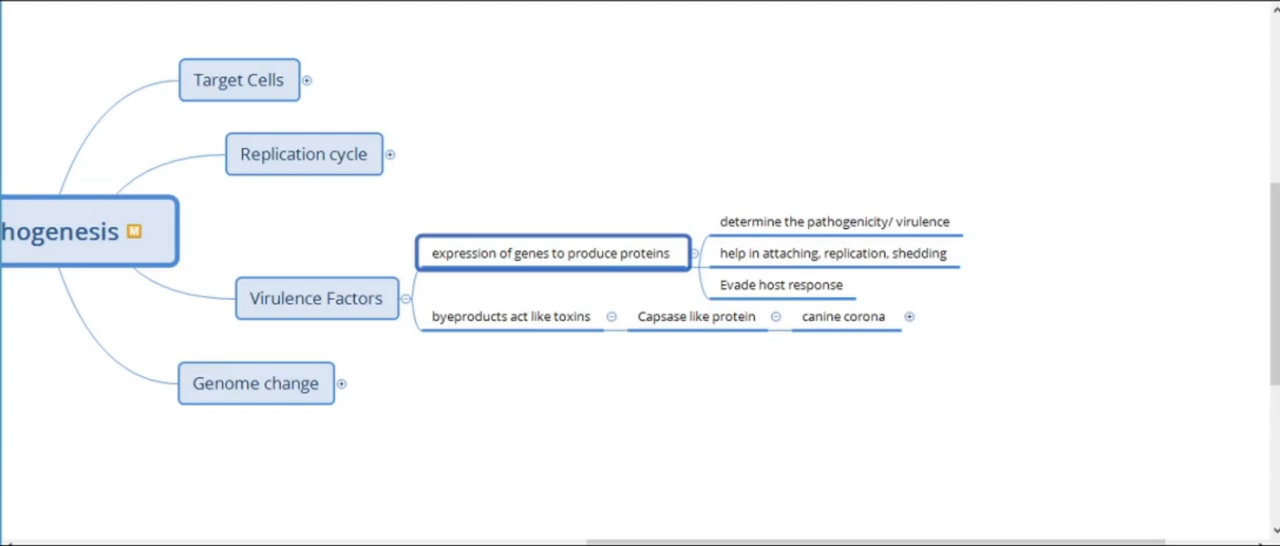 Target Cells
Replication cycle
hogenesis M
Virulence Factors
expression of genes to produce proteins
determine the pathogenicity/ virulence
help in attaching, replication, shedding
Evade host response
byeproducts act like toxins
Capsase like protein
canine corona
Genome change